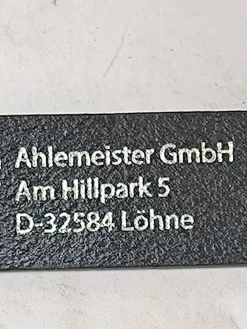 Ahlemeister GmbH
Am Hillpark 5
D-32584 Löhne